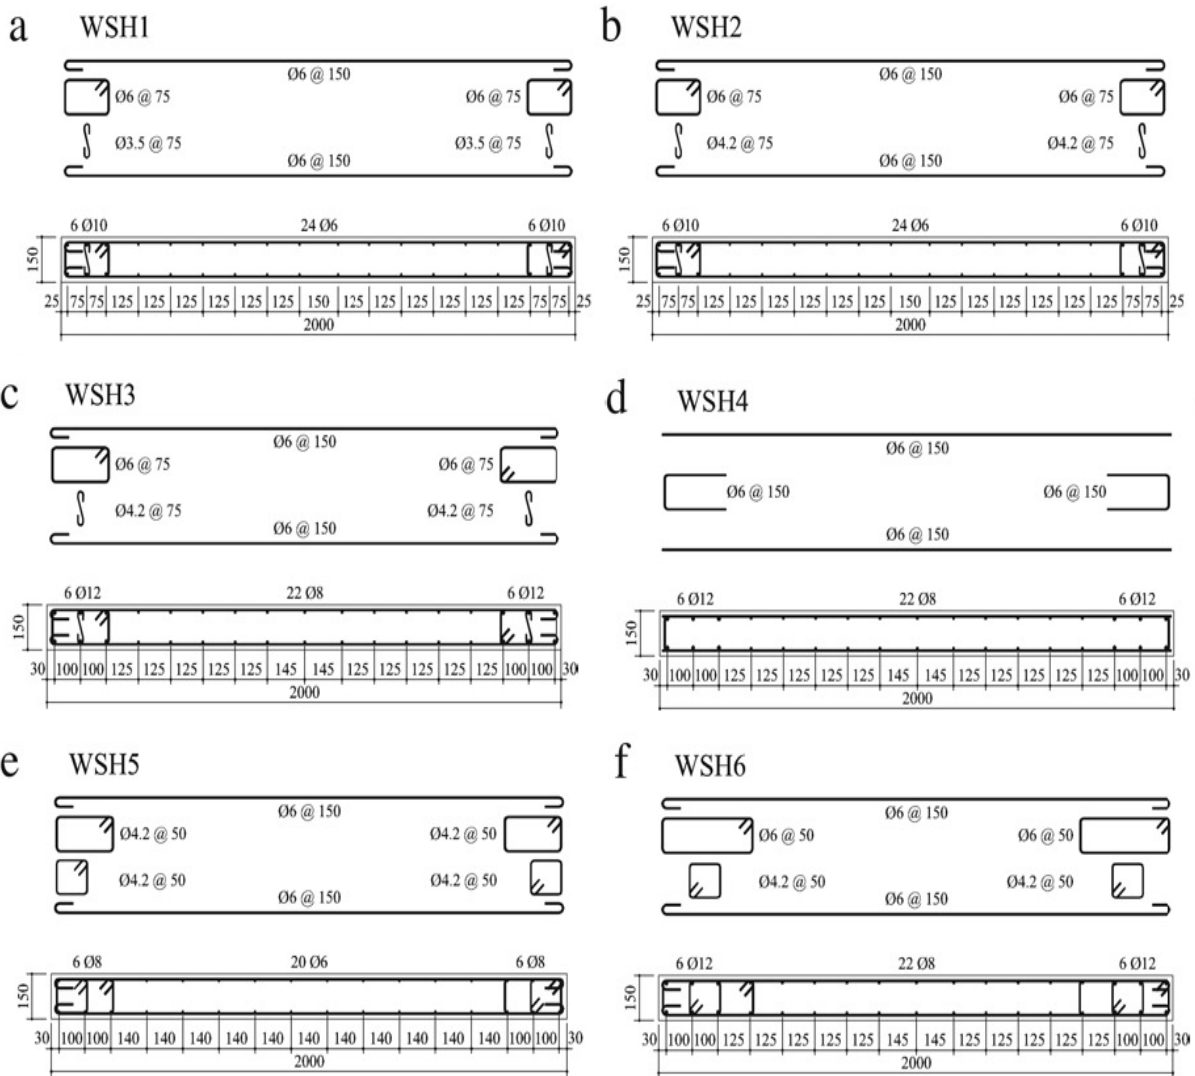 a WSH1
Ø6 @ 150
Ø6 @ 75 Ø6 @ 75
Ø3.5 @ 75 Ø3.5 @ 75
Ø6 @ 150
6 Ø10 24 Ø6 6 Ø10
150
25 75 75 125 125 125 125 125 125 150 125 125 125 125 125 125 75 75 25
2000
b WSH2
Ø6 @ 150
Ø6 @ 75 Ø6 @ 75
Ø4.2 @ 75 Ø4.2 @ 75
Ø6 @ 150
6 Ø10 24 Ø6 6 Ø10
150
25 75 75 125 125 125 125 125 125 150 125 125 125 125 125 125 75 75 25
2000
c WSH3
Ø6 @ 150
Ø6 @ 75 Ø6 @ 75
Ø4.2 @ 75 Ø4.2 @ 75
Ø6 @ 150
6 Ø12 22 Ø8 6 Ø12
150
30 100 100 125 125 125 125 125 145 145 125 125 125 125 125 100 100 30
2000
d WSH4
Ø6 @ 150
Ø6 @ 150 Ø6 @ 150
Ø6 @ 150
6 Ø12 22 Ø8 6 Ø12
150
30 100 100 125 125 125 125 125 145 145 125 125 125 125 125 100 100 30
2000
e WSH5
Ø6 @ 150
Ø4.2 @ 50 Ø4.2 @ 50
Ø4.2 @ 50 Ø4.2 @ 50
Ø6 @ 150
6 Ø8 20 Ø6 6 Ø8
150
30 100 100 140 140 140 140 140 140 140 140 140 140 140 100 100 30
2000
f WSH6
Ø6 @ 150
Ø6 @ 50 Ø6 @ 50
Ø4.2 @ 50 Ø4.2 @ 50
Ø6 @ 150
6 Ø12 22 Ø8 6 Ø12
150
30 100 100 125 125 125 125 125 145 145 125 125 125 125 125 100 100 30
2000